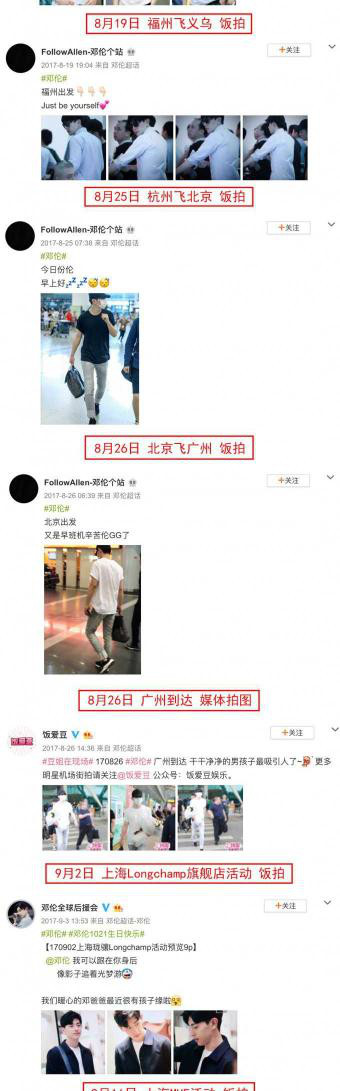 8月19日 福州飞义乌 饭拍
FollowAllen-邓伦个站
+关注
2017-8-19 19:04 来自 邓伦超话
#邓伦#
福州出发
Just be yourself
8月25日 杭州飞北京 饭拍
FollowAllen-邓伦个站
+关注
2017-8-25 07:38 来自 邓伦超话
#邓伦#
今日份伦
早上好
8月26日 北京飞广州 饭拍
FollowAllen-邓伦个站
+关注
2017-8-26 06:39 来自 邓伦超话
#邓伦#
北京出发
又是早班机辛苦伦GG了
8月26日 广州到达 媒体拍图
饭爱豆
+关注
2017-8-26 14:36 来自 邓伦超话
#豆姐在现场# 170826 #邓伦# 广州到达 干干净净的男孩子最吸引人了~ 更多
明星机场街拍请关注@饭爱豆 公众号：饭爱豆娱乐。
9月2日 上海Longchamp旗舰店活动 饭拍
邓伦全球后援会
+关注
2017-9-3 13:53 来自 邓伦超话-邓伦
#邓伦# #邓伦1021生日快乐#
【170902上海珑骧Longchamp活动预览9p】
@邓伦 我可以跟在你身后
像影子追着光梦游
我们暖心的邓爸爸最近很有孩子缘啦